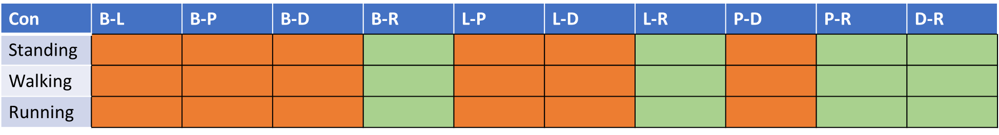 Con B-L B-P B-D B-R L-P L-D L-R P-D P-R D-R
Standing
Walking
Running